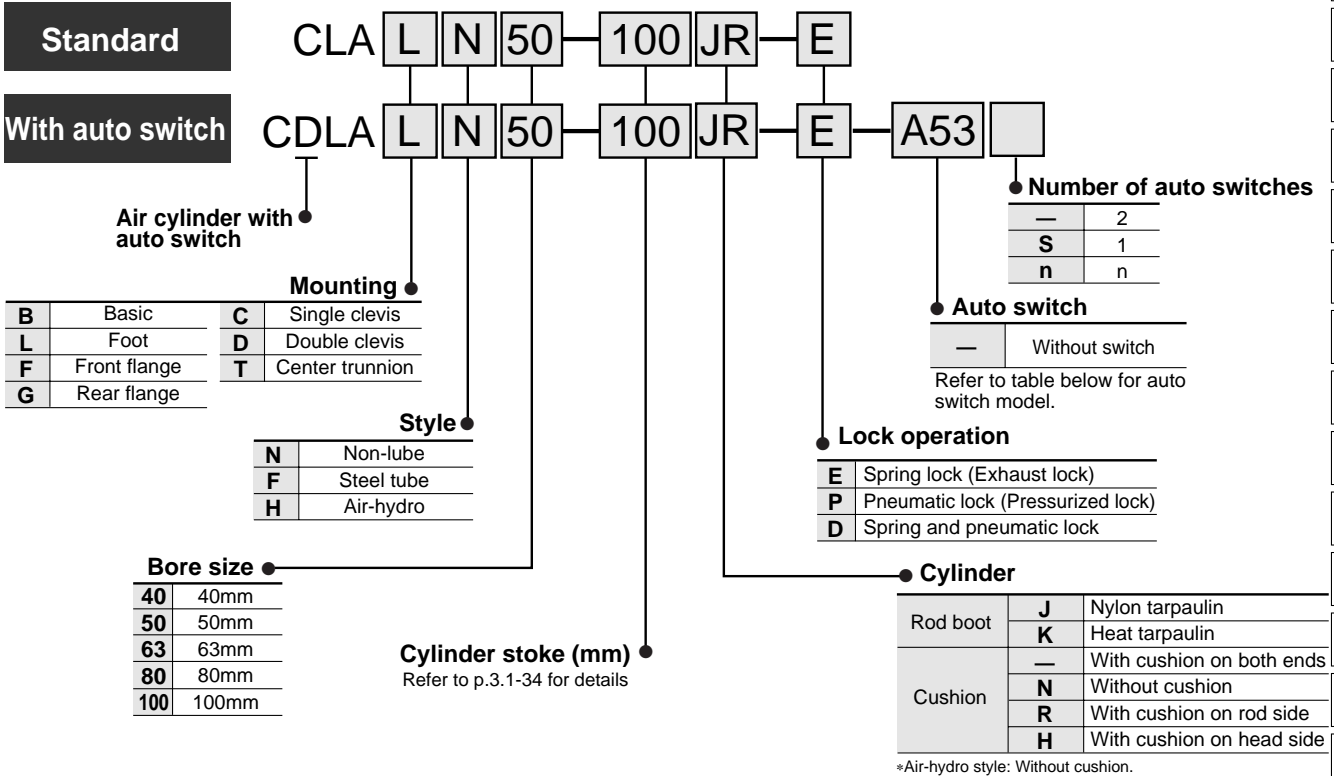 Standard
CLA L N 50 — 100 JR — E
With auto switch
CDLA L N 50 — 100 JR — E — A53
Air cylinder with
auto switch
Number of auto switches
— 2
S 1
n n
Mounting
B Basic C Single clevis
L Foot D Double clevis
F Front flange T Center trunnion
G Rear flange
Auto switch
— Without switch
Refer to table below for auto
switch model.
Style
N Non-lube
F Steel tube
H Air-hydro
Lock operation
E Spring lock (Exhaust lock)
P Pneumatic lock (Pressurized lock)
D Spring and pneumatic lock
Bore size
40 40mm
50 50mm
63 63mm
80 80mm
100 100mm
Cylinder stoke (mm)
Refer to p.3.1-34 for details
Cylinder
Rod boot J Nylon tarpaulin
K Heat tarpaulin
Cushion — With cushion on both ends
N Without cushion
R With cushion on rod side
H With cushion on head side
*Air-hydro style: Without cushion.